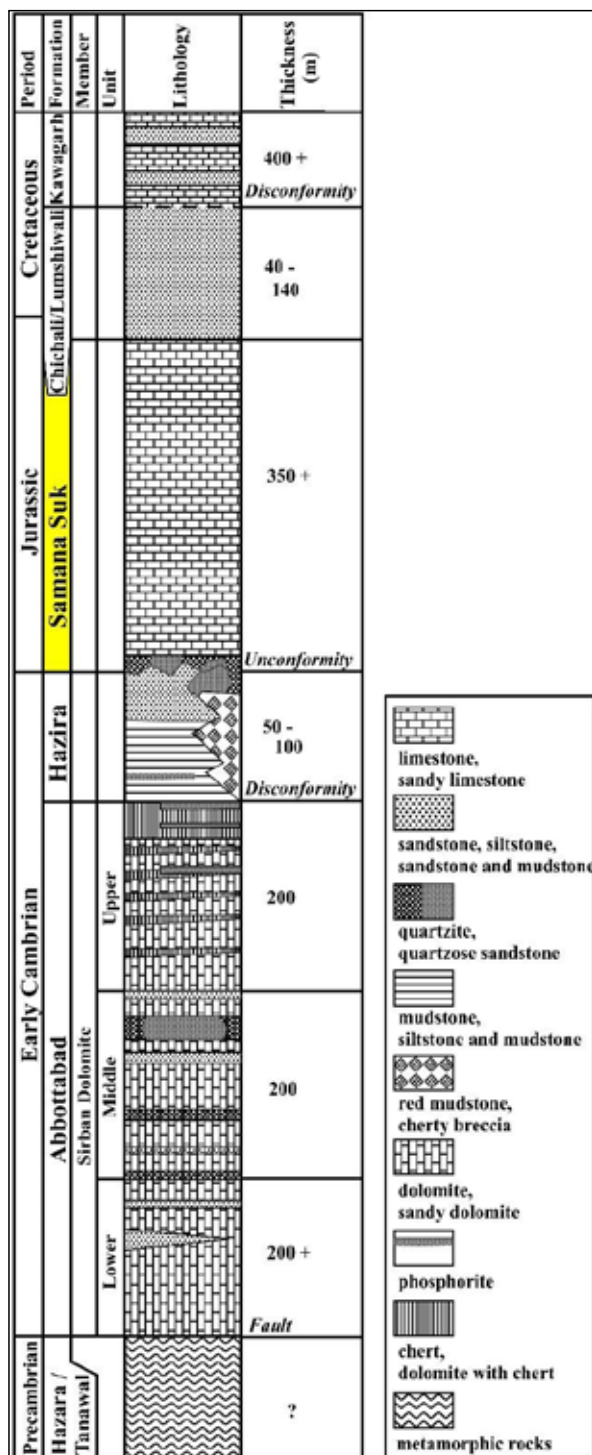 Period
Formation
Member
Unit
Lithology
Thickness
(m)
Cretaceous
Kawagarh
400 +
Disconformity
Chichali/Lumshiwali
40 -
140
Jurassic
Samana Suk
350 +
Unconformity
Early Cambrian
Hazira
50 -
100
Disconformity
Abbottabad
Sirban Dolomite
Upper
200
Middle
200
Lower
200 +
Fault
Precambrian
Hazara /
Tanawal
?
limestone,
sandy limestone
sandstone, siltstone,
sandstone and mudstone
quartzite,
quartzose sandstone
mudstone,
siltstone and mudstone
red mudstone,
cherty breccia
dolomite,
sandy dolomite
phosphorite
chert,
dolomite with chert
metamorphic rocks